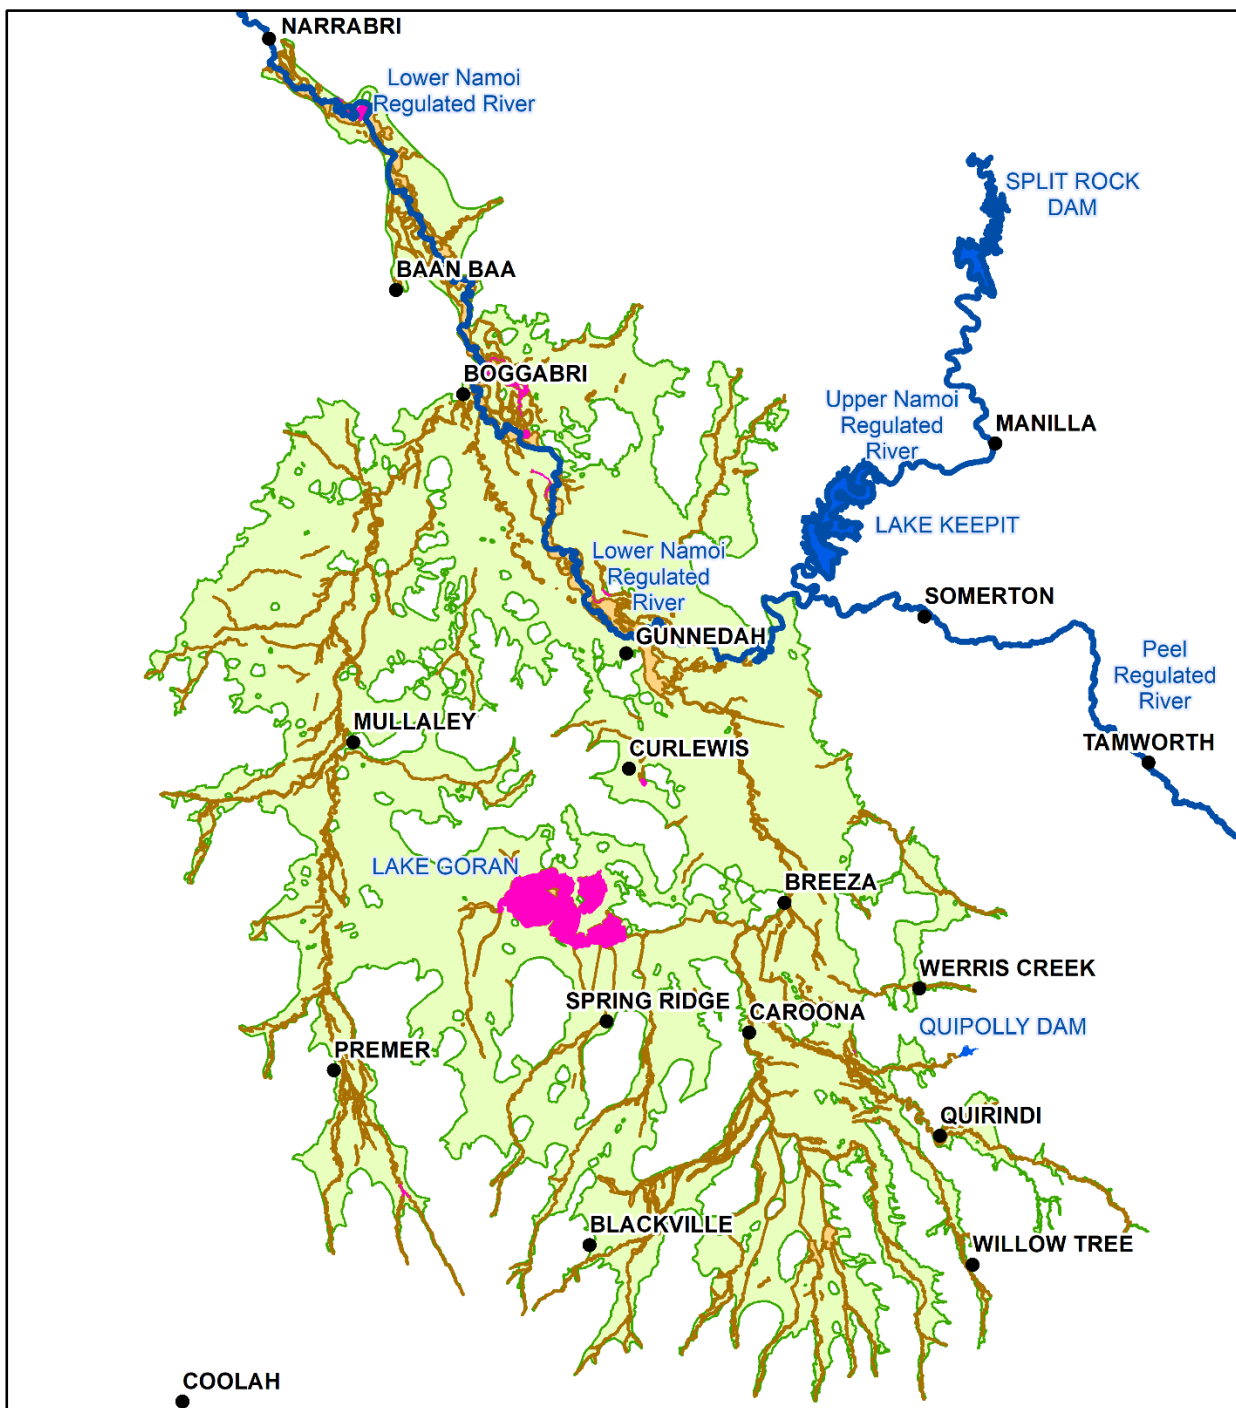 NARRABRI
Lower Namoi
Regulated River
SPLIT ROCK
DAM
BAAN BAA
BOGGABRI
Upper Namoi
Regulated
River
MANILLA
LAKE KEEPIT
Lower Namoi
Regulated
River
SOMERTON
GUNNEDAH
Peel
Regulated
River
MULLALEY
CURLEWIS
TAMWORTH
LAKE GORAN
BREEZA
WERRIS CREEK
SPRING RIDGE
CAROONA
QUIPOLLY DAM
PREMER
QUIRINDI
BLACKVILLE
WILLOW TREE
COOLAH